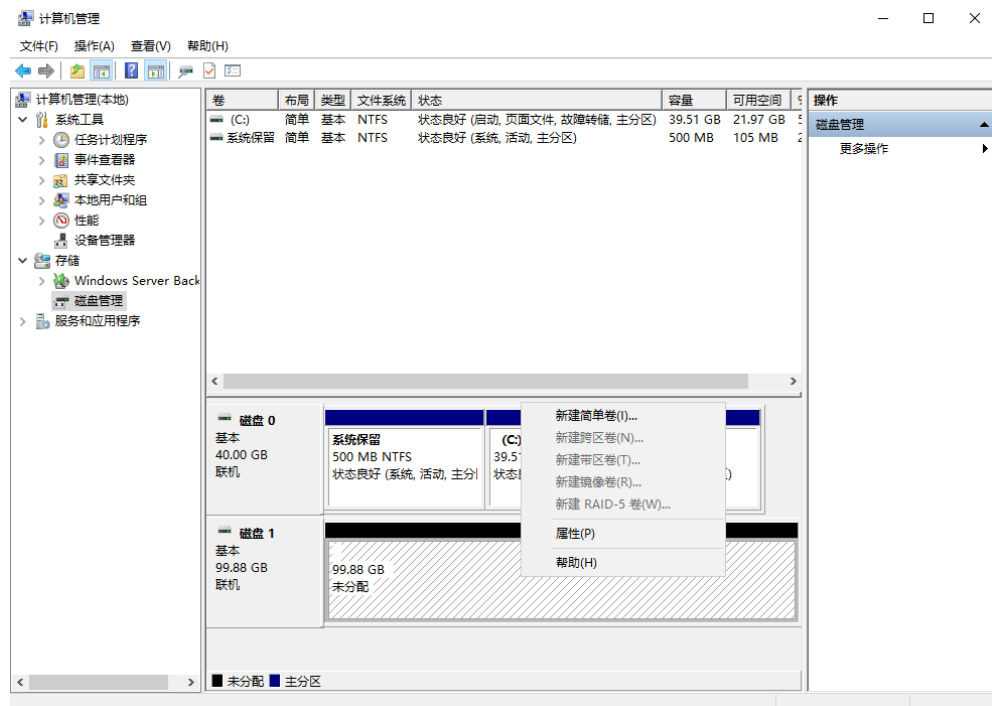 计算机管理
文件(F) 操作(A) 查看(V) 帮助(H)
计算机管理(本地)
系统工具
任务计划程序
事件查看器
共享文件夹
本地用户和组
性能
设备管理器
存储
Windows Server Back
磁盘管理
服务和应用程序
卷 布局 类型 文件系统 状态 容量 可用空间
(C:) 简单 基本 NTFS 状态良好 (启动, 页面文件, 故障转储, 主分区) 39.51 GB 21.97 GB
系统保留 简单 基本 NTFS 状态良好 (系统, 活动, 主分区) 500 MB 105 MB
操作
磁盘管理
更多操作
磁盘 0
基本
40.00 GB
联机
系统保留
500 MB NTFS
状态良好 (系统, 活动, 主分
(C:)
39.5
状态
新建简单卷(I)...
新建跨区卷(N)...
新建带区卷(T)...
新建镜像卷(R)...
新建 RAID-5 卷(W)...
属性(P)
帮助(H)
磁盘 1
基本
99.88 GB
联机
99.88 GB
未分配
未分配 主分区